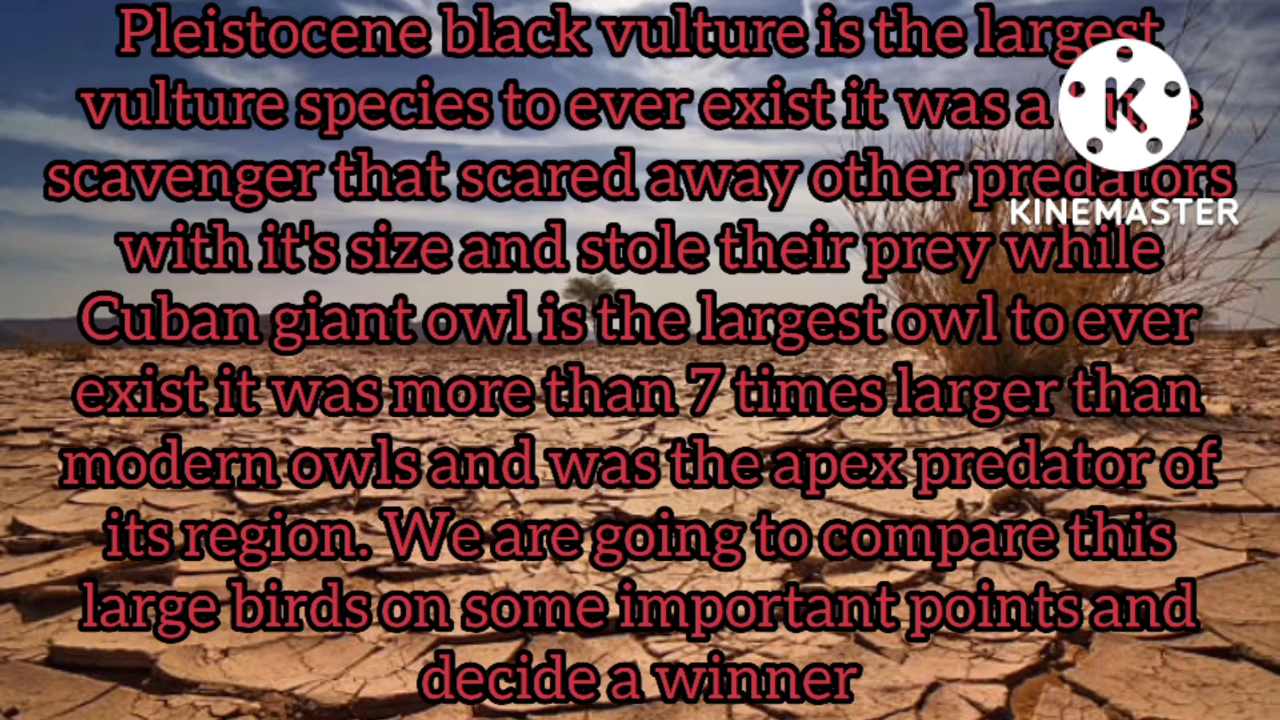 Pleistocene black vulture is the largest
vulture species to ever exist it was a
scavenger that scared away other predators
KINEMASTER
with it's size and stole their prey while
Cuban giant owl is the largest owl to ever
exist it was more than 7 times larger than
modern owls and was the apex predator of
its region. We are going to compare this
large birds on some important points and
decide a winner